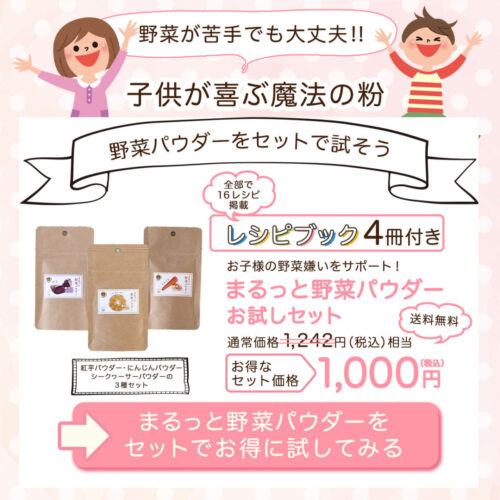 野菜が苦手でも大丈夫!!
子供が喜ぶ魔法の粉
野菜パウダーをセットで試そう
全部で
16レシピ
掲載
レシピブック4冊付き
お子様の野菜嫌いをサポート！
まるっと野菜パウダー
お試しセット
送料無料
通常価格1,242円（税込）相当
お得な
セット価格
1,000円
（税込）
紅芋パウダー・にんじんパウダー
シークヮーサーパウダーの
3種セット
まるっと野菜パウダーを
セットでお得に試してみる